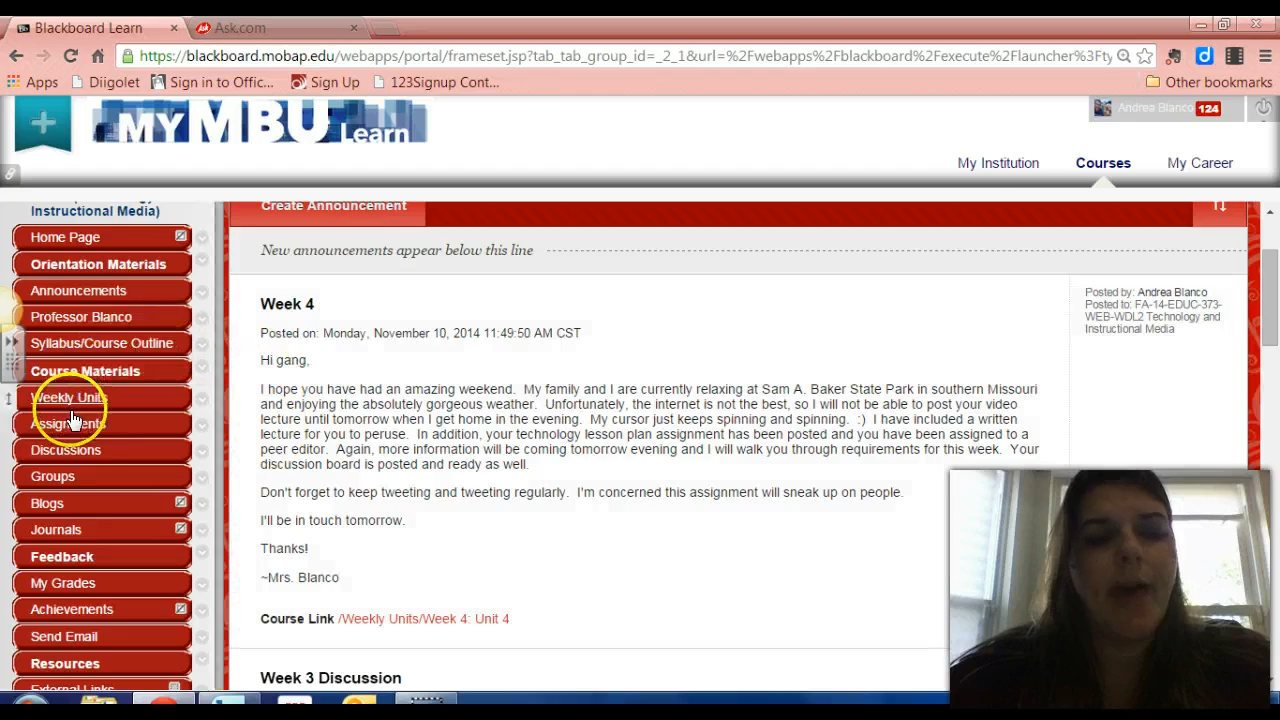 Blackboard Learn
Ask.com
https://blackboard.mobap.edu/webapps/portal/frameset.jsp?tab_tab_group_id=_2_1&url=%2Fwebapps%2Fblackboard%2Fexecute%2Flauncher%3Fty
Apps Diigolet Sign in to Offic... Sign Up 123Signup Cont... Other bookmarks
MY MBU Learn
Andrea Blanco 124
My Institution Courses My Career
Instructional Media)
Home Page
Orientation Materials
Announcements
Professor Blanco
Syllabus/Course Outline
Course Materials
Weekly Units
Assignments
Discussions
Groups
Blogs
Journals
Feedback
My Grades
Achievements
Send Email
Resources
External Links
Create Announcement
New announcements appear below this line
Week 4
Posted on: Monday, November 10, 2014 11:49:50 AM CST
Hi gang,
I hope you have had an amazing weekend. My family and I are currently relaxing at Sam A. Baker State Park in southern Missouri
and enjoying the absolutely gorgeous weather. Unfortunately, the internet is not the best, so I will not be able to post your video
lecture until tomorrow when I get home in the evening. My cursor just keeps spinning and spinning. :) I have included a written
lecture for you to peruse. In addition, your technology lesson plan assignment has been posted and you have been assigned to a
peer editor. Again, more information will be coming tomorrow evening and I will walk you through requirements for this week. Your
discussion board is posted and ready as well.
Don't forget to keep tweeting and tweeting regularly. I'm concerned this assignment will sneak up on people.
I'll be in touch tomorrow.
Thanks!
~Mrs. Blanco
Course Link /Weekly Units/Week 4: Unit 4
Week 3 Discussion
Posted by: Andrea Blanco
Posted to: FA-14-EDUC-373-
WEB-WDL2 Technology and
Instructional Media